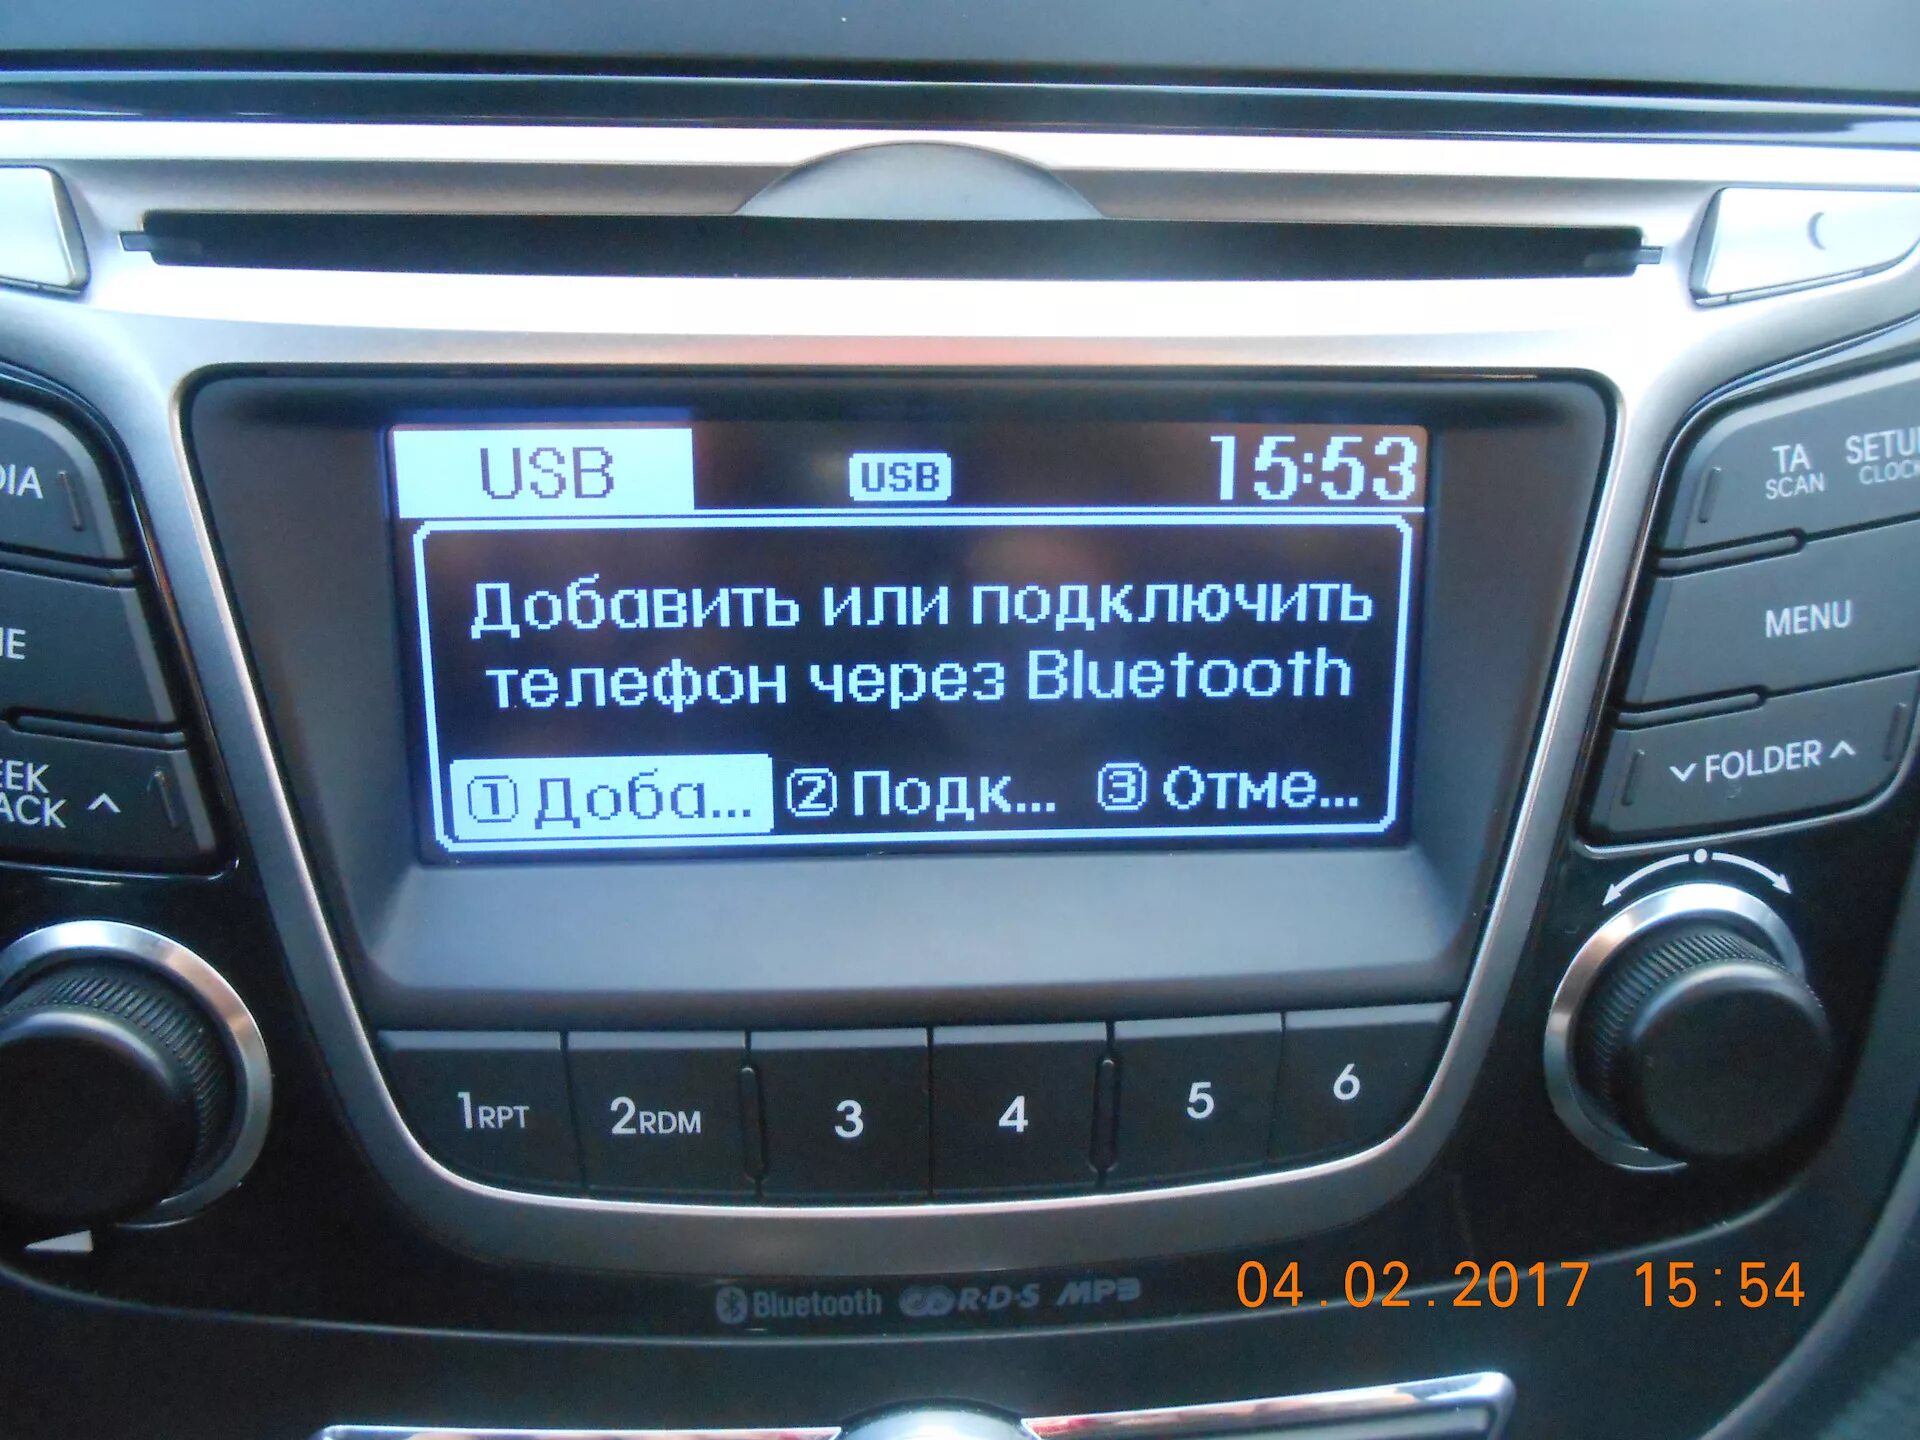 USB USB 15:53
Добавить или подключить
телефон через Bluetooth
1 Доба... 2 Подк... 3 Отме...
TA
SCAN
CLOCK
MENU
FOLDER
1RPT 2RDM 3 4 5 6
Bluetooth R·D·S MP3
04.02.2017 15:54